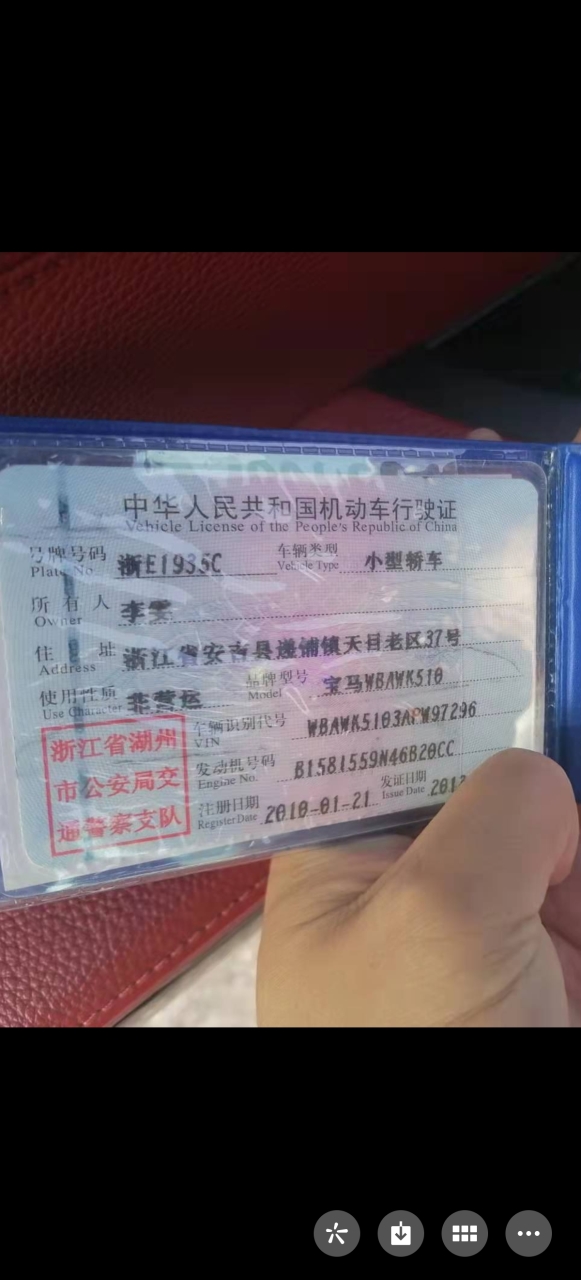 中华人民共和国机动车行驶证
Vehicle License of the People's Republic of China
号牌号码 浙E1935C 车辆类型 小型轿车
Plate No. Vehicle Type
所有人 李雯
Owner
住址 浙江省安吉县递铺镇天目老区37号
Address
使用性质 非营运 品牌型号 宝马WBAWK510
Use Character Model
车辆识别代号 WBAWK5103APW97296
VIN
发动机号码 B1581559N46B20CC
Engine No.
注册日期 2010-01-21 发证日期
Register Date Issue Date
浙江省湖州
市公安局交
通警察支队